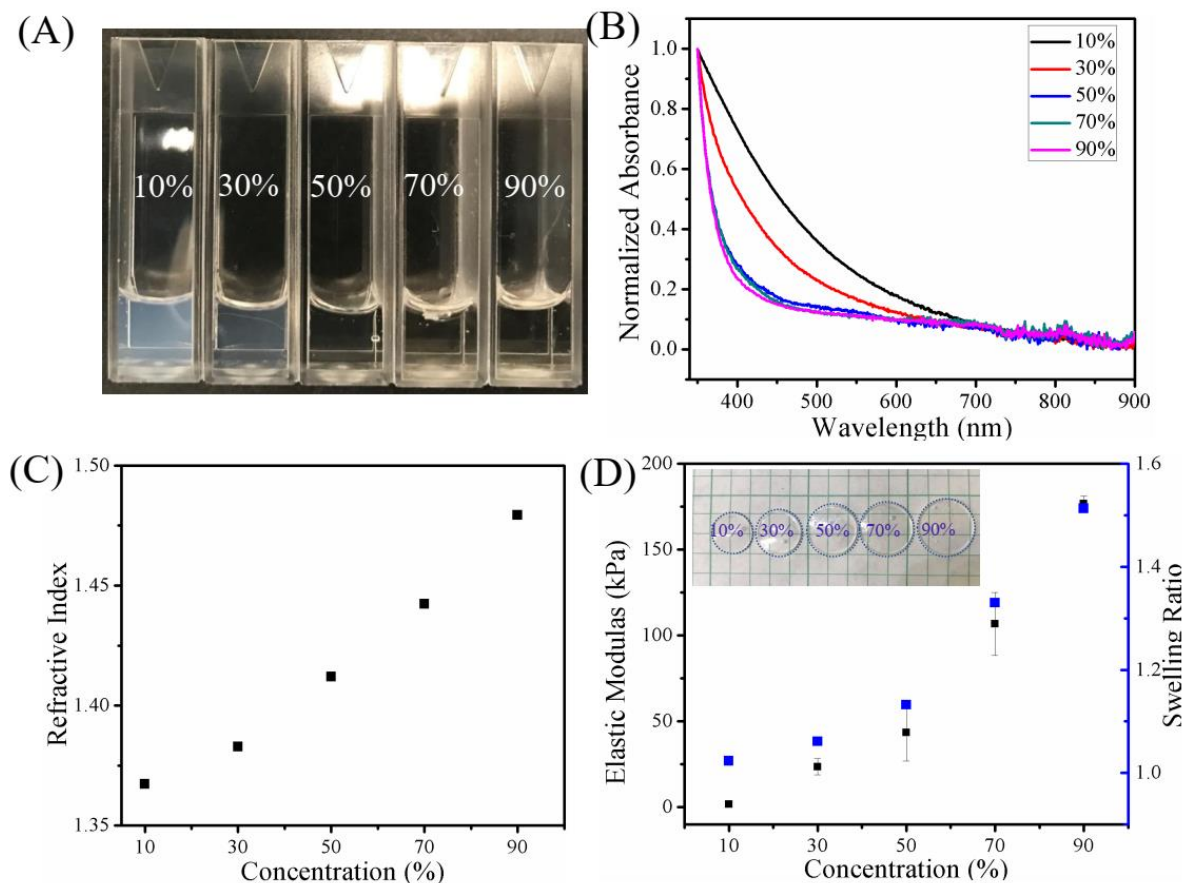 (A)
10% 30% 50% 70% 90%
(B)
Normalized Absorbance
1.0
0.8
0.6
0.4
0.2
0.0
10%
30%
50%
70%
90%
400 500 600 700 800 900
Wavelength (nm)
(C)
Refractive Index
1.50
1.45
1.40
1.35
10 30 50 70 90
Concentration (%)
(D)
Elastic Modulas (kPa)
200
150
100
50
0
10% 30% 50% 70% 90%
1.6
1.4
1.2
1.0
Swelling Ratio
10 30 50 70 90
Concentration (%)